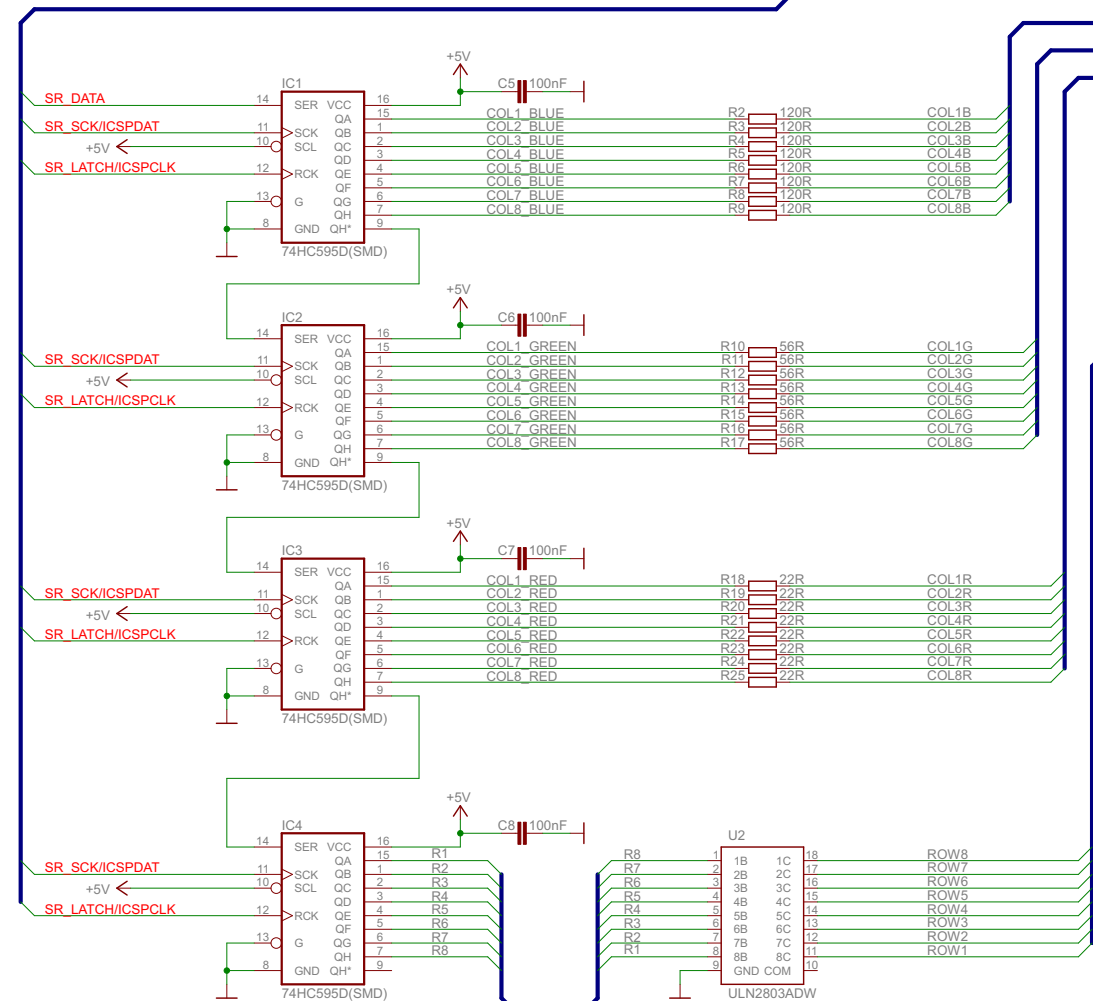 +5V
IC1 C5 100nF
SR_DATA 14 SER VCC 16
QA 15 COL1_BLUE R2 120R COL1B
SR_SCK/ICSPDAT 11 SCK QB 1 COL2_BLUE R3 120R COL2B
+5V 10 SCL QC 2 COL3_BLUE R4 120R COL3B
QD 3 COL4_BLUE R5 120R COL4B
SR_LATCH/ICSPCLK 12 RCK QE 4 COL5_BLUE R6 120R COL5B
QF 5 COL6_BLUE R7 120R COL6B
13 G QG 6 COL7_BLUE R8 120R COL7B
QH 7 COL8_BLUE R9 120R COL8B
8 GND QH* 9
74HC595D(SMD)
+5V
IC2 C6 100nF
14 SER VCC 16
QA 15 COL1_GREEN R10 56R COL1G
SR_SCK/ICSPDAT 11 SCK QB 1 COL2_GREEN R11 56R COL2G
+5V 10 SCL QC 2 COL3_GREEN R12 56R COL3G
QD 3 COL4_GREEN R13 56R COL4G
SR_LATCH/ICSPCLK 12 RCK QE 4 COL5_GREEN R14 56R COL5G
QF 5 COL6_GREEN R15 56R COL6G
13 G QG 6 COL7_GREEN R16 56R COL7G
QH 7 COL8_GREEN R17 56R COL8G
8 GND QH* 9
74HC595D(SMD)
+5V
IC3 C7 100nF
14 SER VCC 16
QA 15 COL1_RED R18 22R COL1R
SR_SCK/ICSPDAT 11 SCK QB 1 COL2_RED R19 22R COL2R
+5V 10 SCL QC 2 COL3_RED R20 22R COL3R
QD 3 COL4_RED R21 22R COL4R
SR_LATCH/ICSPCLK 12 RCK QE 4 COL5_RED R22 22R COL5R
QF 5 COL6_RED R23 22R COL6R
13 G QG 6 COL7_RED R24 22R COL7R
QH 7 COL8_RED R25 22R COL8R
8 GND QH* 9
74HC595D(SMD)
+5V
IC4 C8 100nF U2
14 SER VCC 16
QA 15 R1 R8 1 1B 1C 18 ROW8
SR_SCK/ICSPDAT 11 SCK QB 1 R2 R7 2 2B 2C 17 ROW7
+5V 10 SCL QC 2 R3 R6 3 3B 3C 16 ROW6
QD 3 R4 R5 4 4B 4C 15 ROW5
SR_LATCH/ICSPCLK 12 RCK QE 4 R5 R4 5 5B 5C 14 ROW4
QF 5 R6 R3 6 6B 6C 13 ROW3
13 G QG 6 R7 R2 7 7B 7C 12 ROW2
QH 7 R8 R1 8 8B 8C 11 ROW1
8 GND QH* 9 9 GND COM 10
74HC595D(SMD) ULN2803ADW